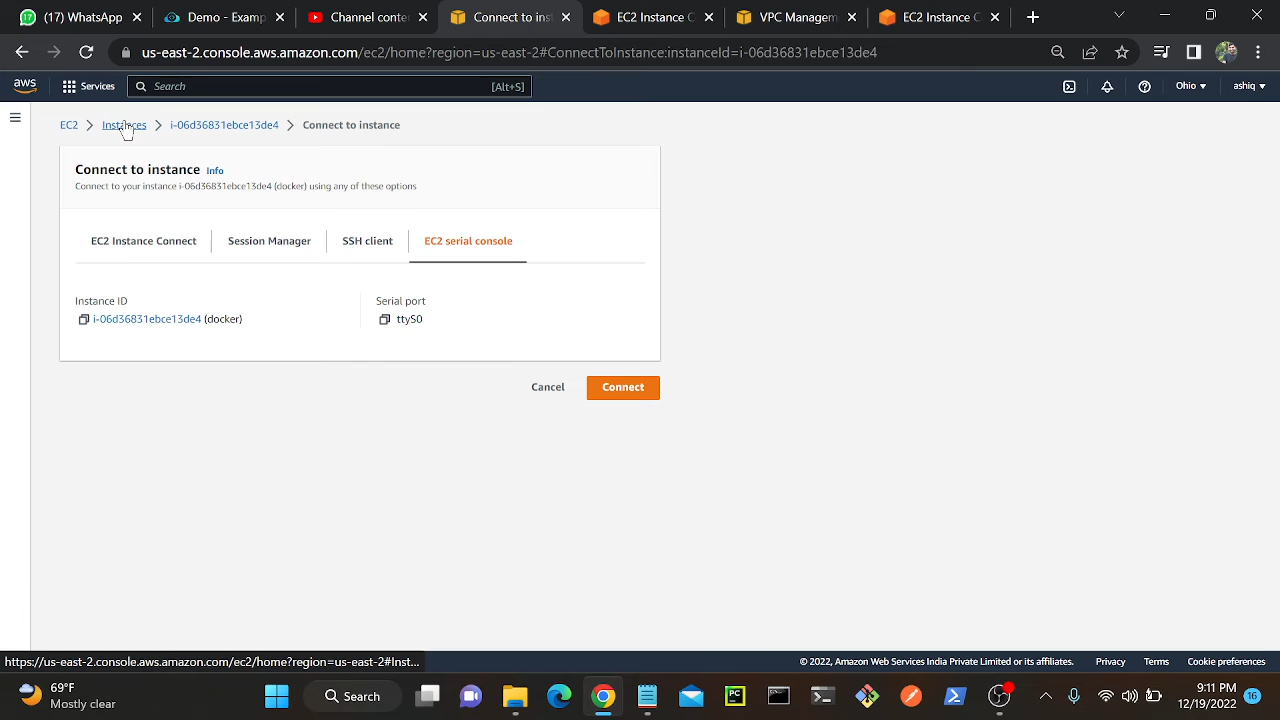 (17) WhatsApp
Demo - Examp
Channel conte
Connect to ins
EC2 Instance C
VPC Managem
EC2 Instance C
us-east-2.console.aws.amazon.com/ec2/home?region=us-east-2#ConnectToInstance:instanceId=i-06d36831ebce13de4
aws
Services
Search
[Alt+S]
Ohio
ashiq
EC2
Instances
i-06d36831ebce13de4
Connect to instance
Connect to instance Info
Connect to your instance i-06d36831ebce13de4 (docker) using any of these options
EC2 Instance Connect
Session Manager
SSH client
EC2 serial console
Instance ID
i-06d36831ebce13de4 (docker)
Serial port
ttyS0
Cancel
Connect
https://us-east-2.console.aws.amazon.com/ec2/home?region=us-east-2#Inst...
© 2022, Amazon Web Services India Private Limited or its affiliates.
Privacy
Terms
Cookie preferences
69°F
Mostly clear
Search
PC
9:11 PM
12/19/2022
16